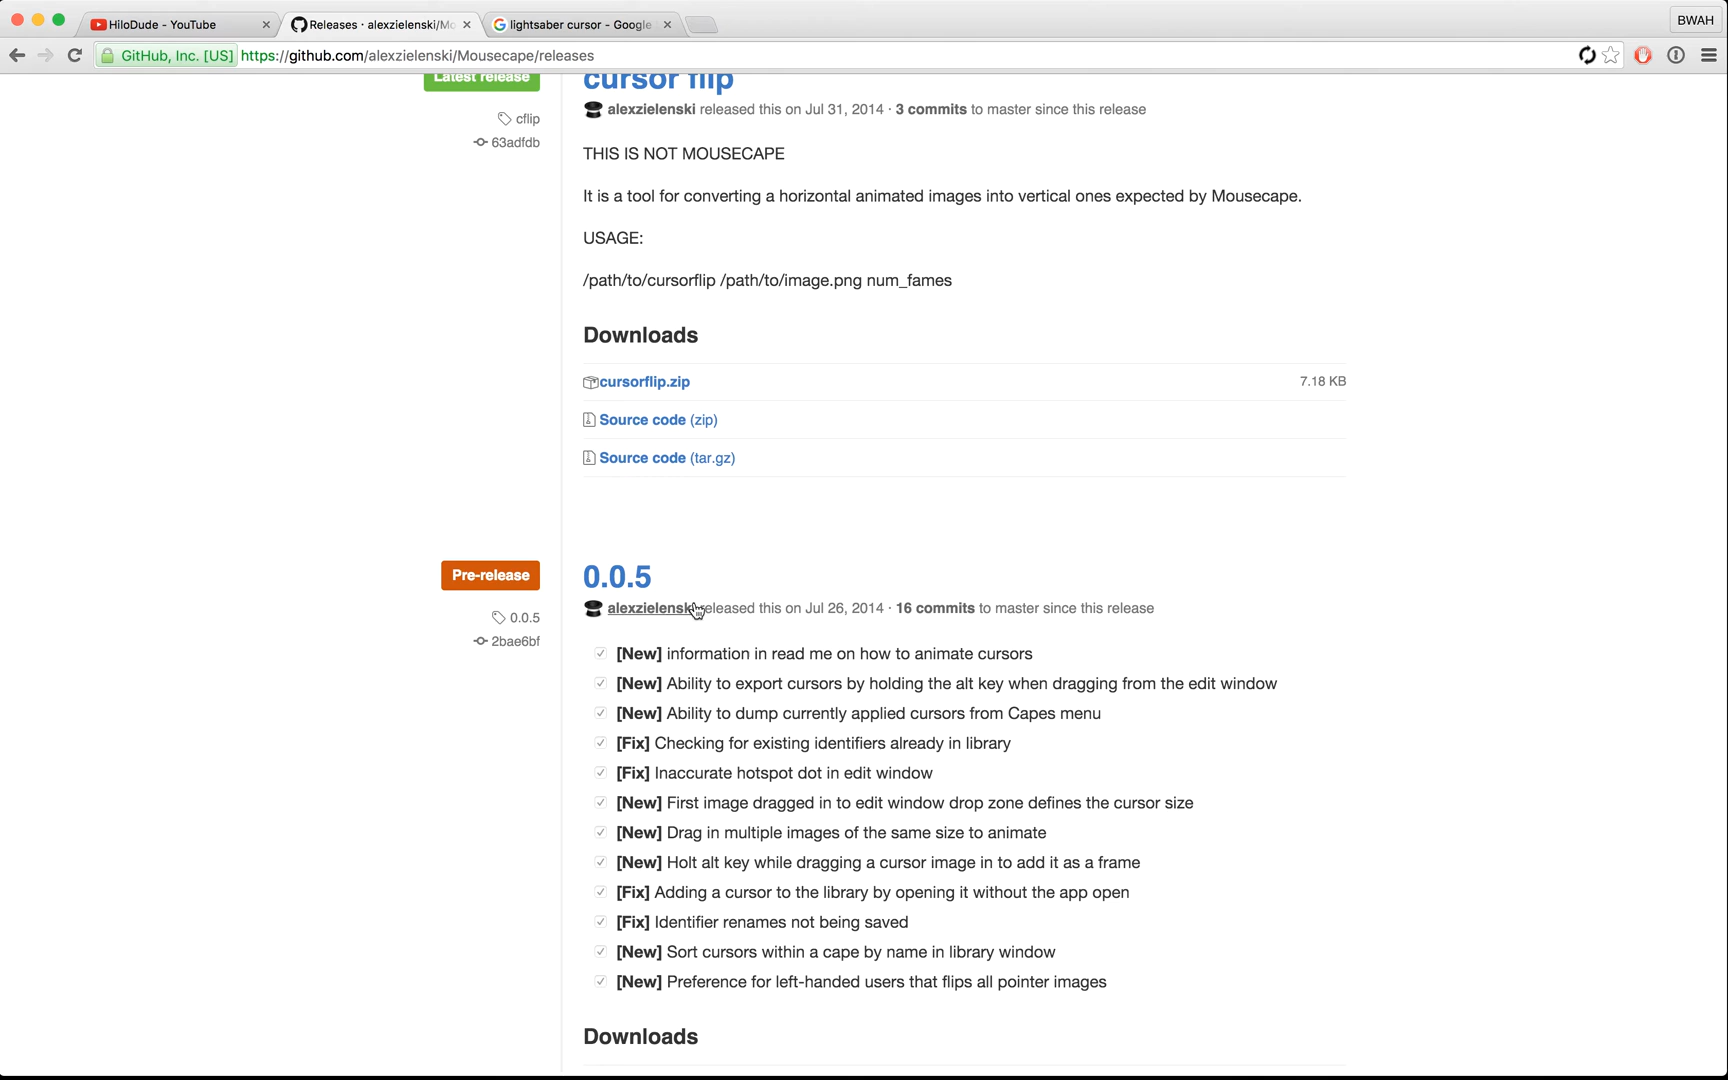 HiloDude - YouTube
Releases · alexzielenski/Mo
lightsaber cursor - Google
BWAH
GitHub, Inc. [US] https://github.com/alexzielenski/Mousecape/releases
Latest release
cursor flip
alexzielenski released this on Jul 31, 2014 · 3 commits to master since this release
cflip
63adfdb
THIS IS NOT MOUSECAPE
It is a tool for converting a horizontal animated images into vertical ones expected by Mousecape.
USAGE:
/path/to/cursorflip /path/to/image.png num_fames
Downloads
cursorflip.zip 7.18 KB
Source code (zip)
Source code (tar.gz)
Pre-release
0.0.5
alexzielenski released this on Jul 26, 2014 · 16 commits to master since this release
0.0.5
2bae6bf
[New] information in read me on how to animate cursors
[New] Ability to export cursors by holding the alt key when dragging from the edit window
[New] Ability to dump currently applied cursors from Capes menu
[Fix] Checking for existing identifiers already in library
[Fix] Inaccurate hotspot dot in edit window
[New] First image dragged in to edit window drop zone defines the cursor size
[New] Drag in multiple images of the same size to animate
[New] Holt alt key while dragging a cursor image in to add it as a frame
[Fix] Adding a cursor to the library by opening it without the app open
[Fix] Identifier renames not being saved
[New] Sort cursors within a cape by name in library window
[New] Preference for left-handed users that flips all pointer images
Downloads